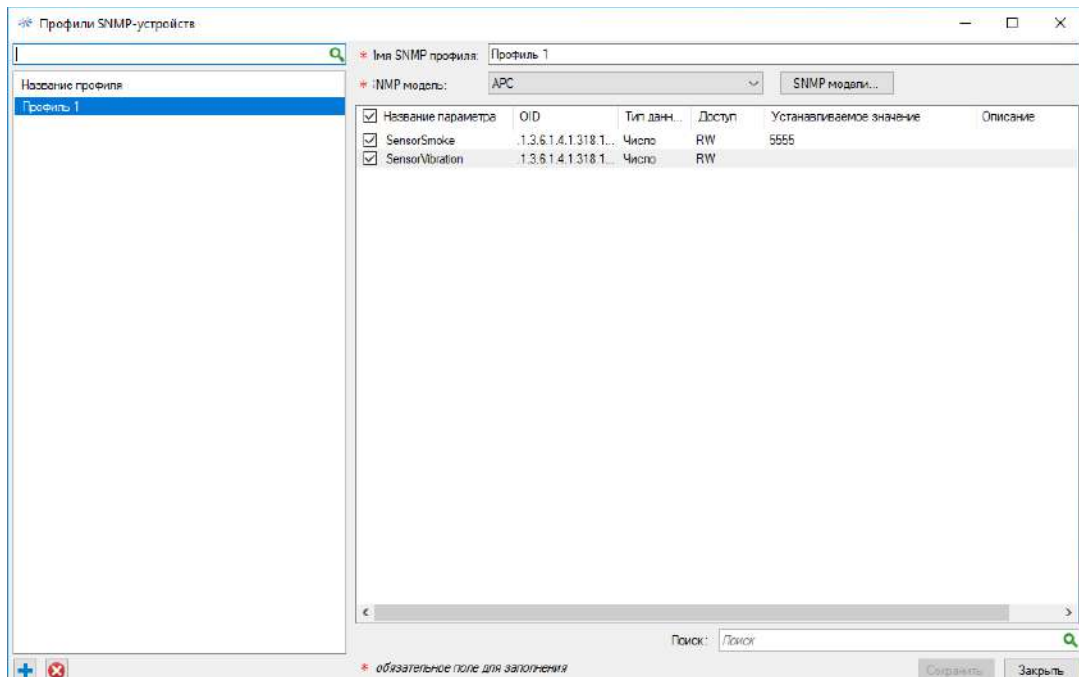 Профили SNMP-устройств
* Имя SNMP профиля: Профиль 1
* SNMP модель: APC SNMP модели...
Название профиля
Профиль 1
Название параметра OID Тип данн... Доступ Устанавливаемое значение Описание
SensorSmoke .1.3.6.1.4.1.318.1... Число RW 5555
SensorVibration .1.3.6.1.4.1.318.1... Число RW
Поиск: Поиск
* обязательное поле для заполнения
Сохранить Закрыть